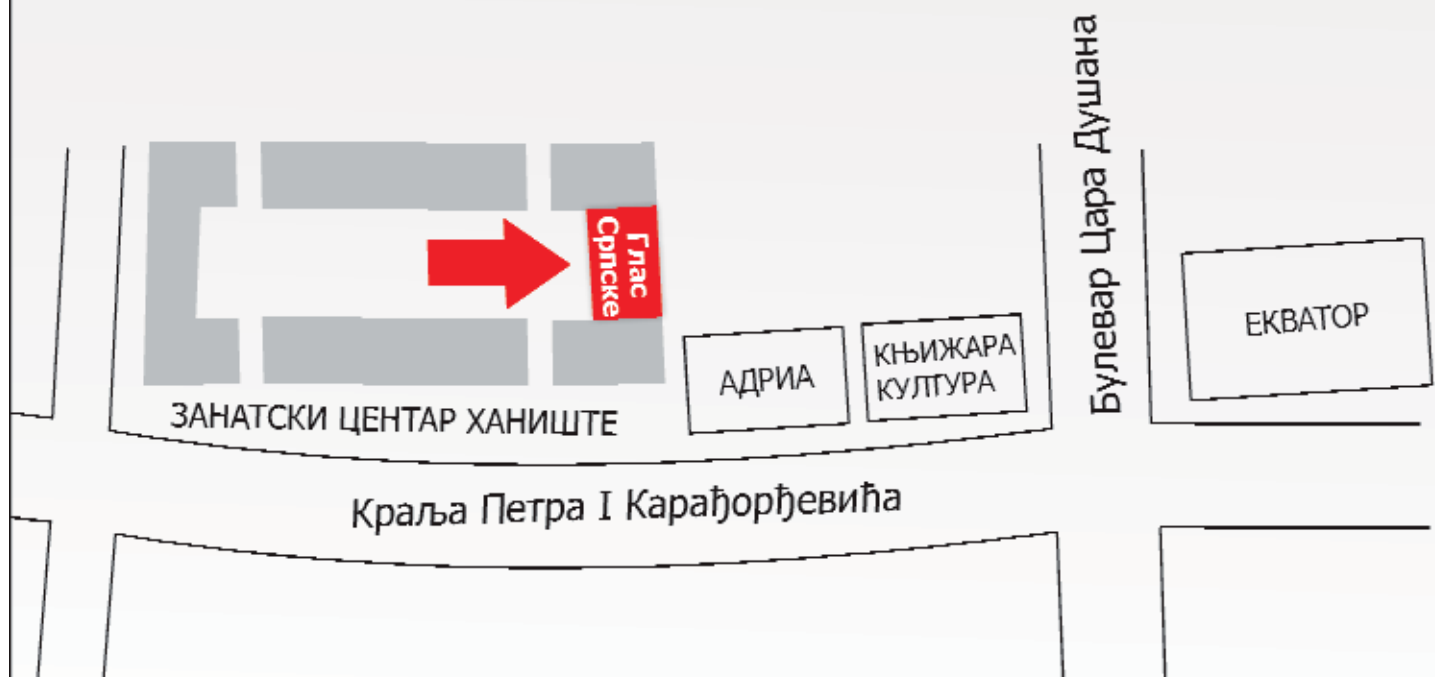 Булевар Цара Душана
Глас
Српске
ЕКВАТОР
АДРИА
КЊИЖАРА
КУЛТУРА
ЗАНАТСКИ ЦЕНТАР ХАНИШТЕ
Краља Петра I Карађорђевића